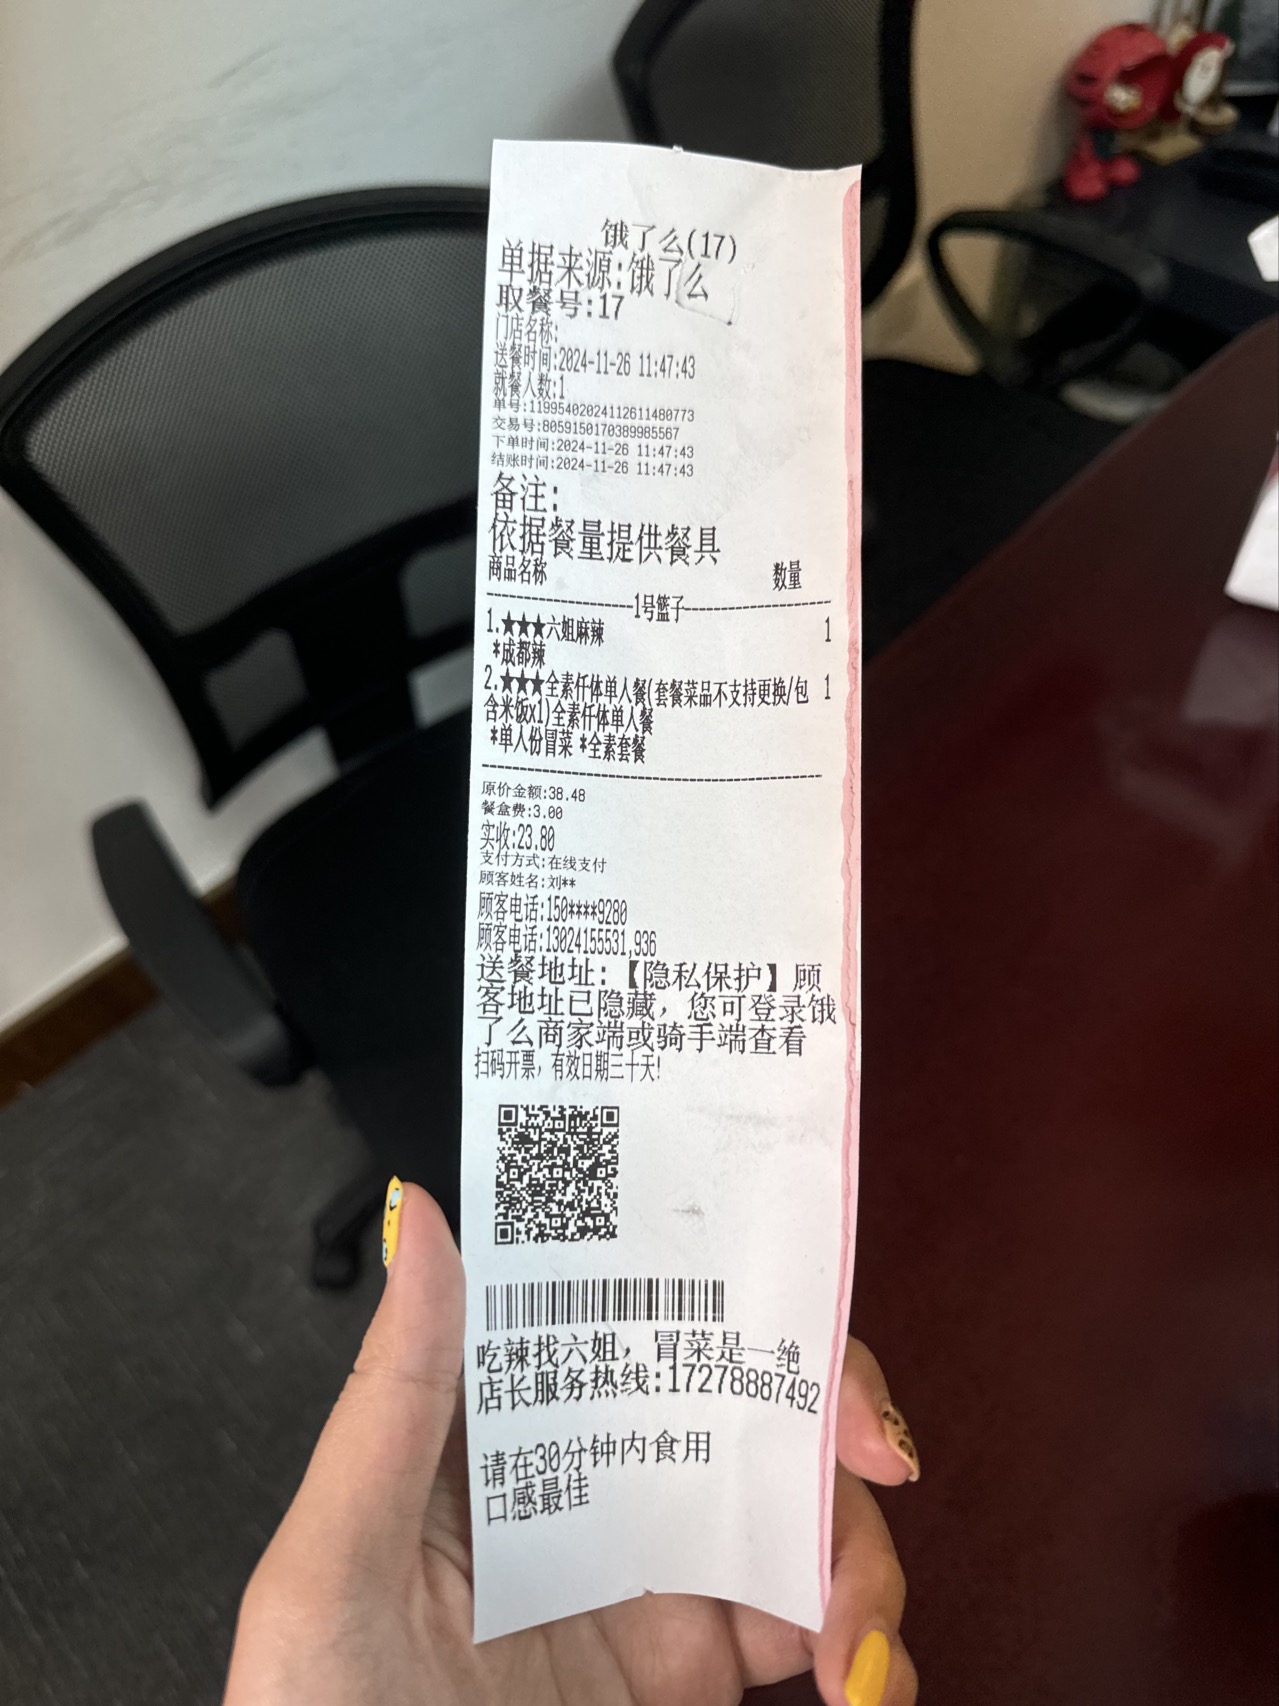 饿了么(17)
单据来源:饿了么
取餐号:17
门店名称:
送餐时间:2024-11-26 11:47:43
就餐人数:1
单号:11995402024112611480773
交易号:8059150170389985567
下单时间:2024-11-26 11:47:43
结账时间:2024-11-26 11:47:43
备注:
依据餐量提供餐具
商品名称 数量
--------------------1号篮子--------------------
1.★★★六姐麻辣 1
*成都辣
2.★★★全素仟体单人餐(套餐菜品不支持更换/包 1
含米饭x1)全素仟体单人餐
*单人份冒菜 *全素套餐
原价金额:38.48
餐盒费:3.00
实收:23.80
支付方式:在线支付
顾客姓名:刘**
顾客电话:150****9280
顾客电话:13024155531,936
送餐地址:【隐私保护】顾
客地址已隐藏，您可登录饿
了么商家端或骑手端查看
扫码开票，有效日期三十天!
吃辣找六姐，冒菜是一绝
店长服务热线:17278887492
请在30分钟内食用
口感最佳